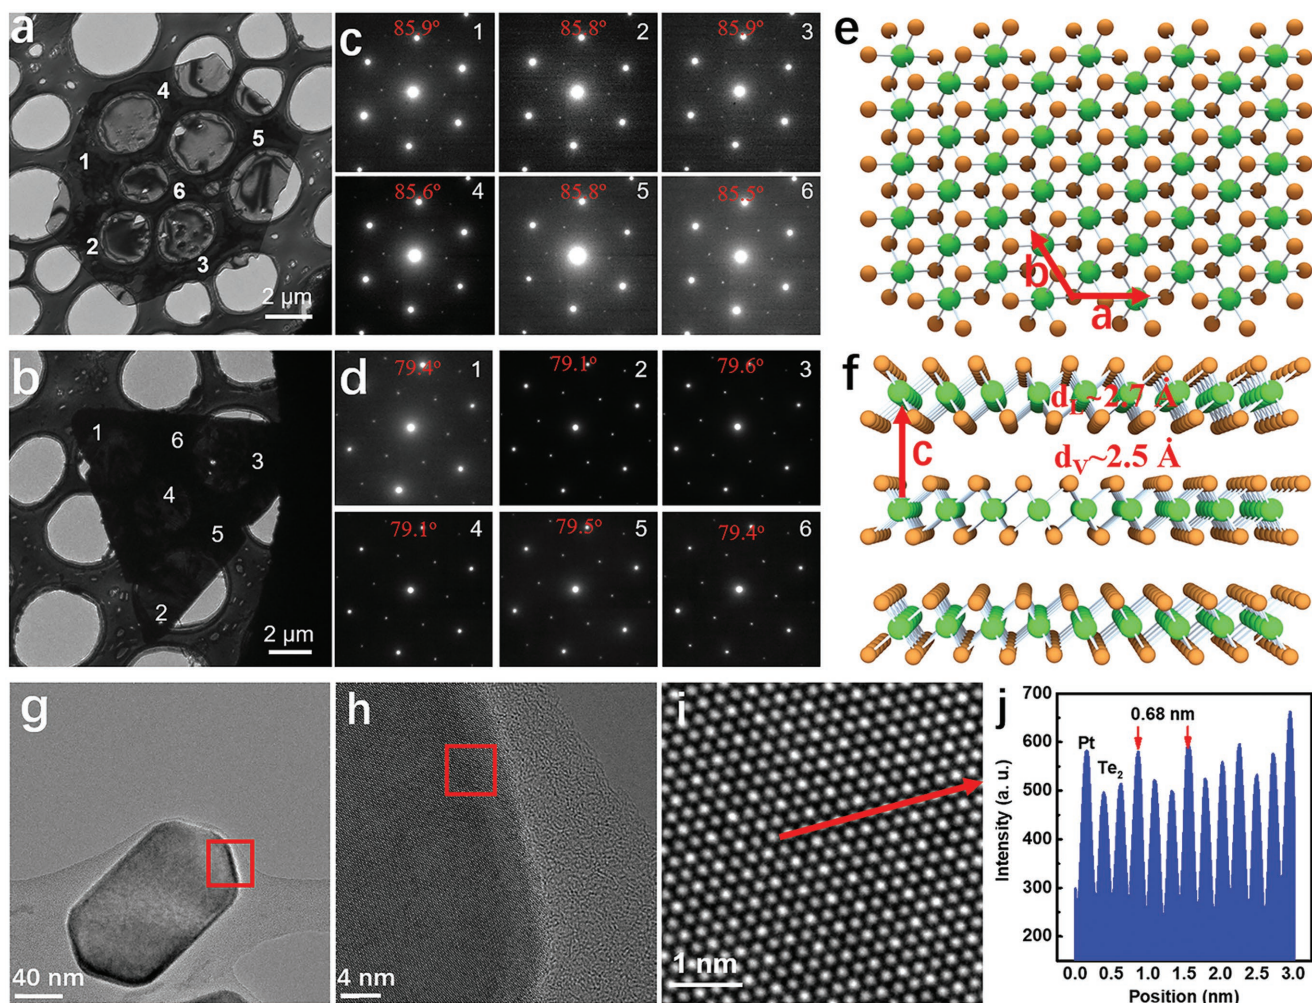 a
4
5
1
6
2
3
2 μm
c
85.9°
1
85.8°
2
85.9°
3
85.6°
4
85.8°
5
85.5°
6
e
b
a
b
1
6
3
4
5
2
2 μm
d
79.4°
1
79.1°
2
79.6°
3
79.1°
4
79.5°
5
79.4°
6
f
d_L~2.7 Å
c
d_V~2.5 Å
g
40 nm
h
4 nm
i
1 nm
j
700
600
500
400
300
200
Intensity (a. u.)
0.68 nm
Pt
Te₂
0.0 0.5 1.0 1.5 2.0 2.5 3.0
Position (nm)